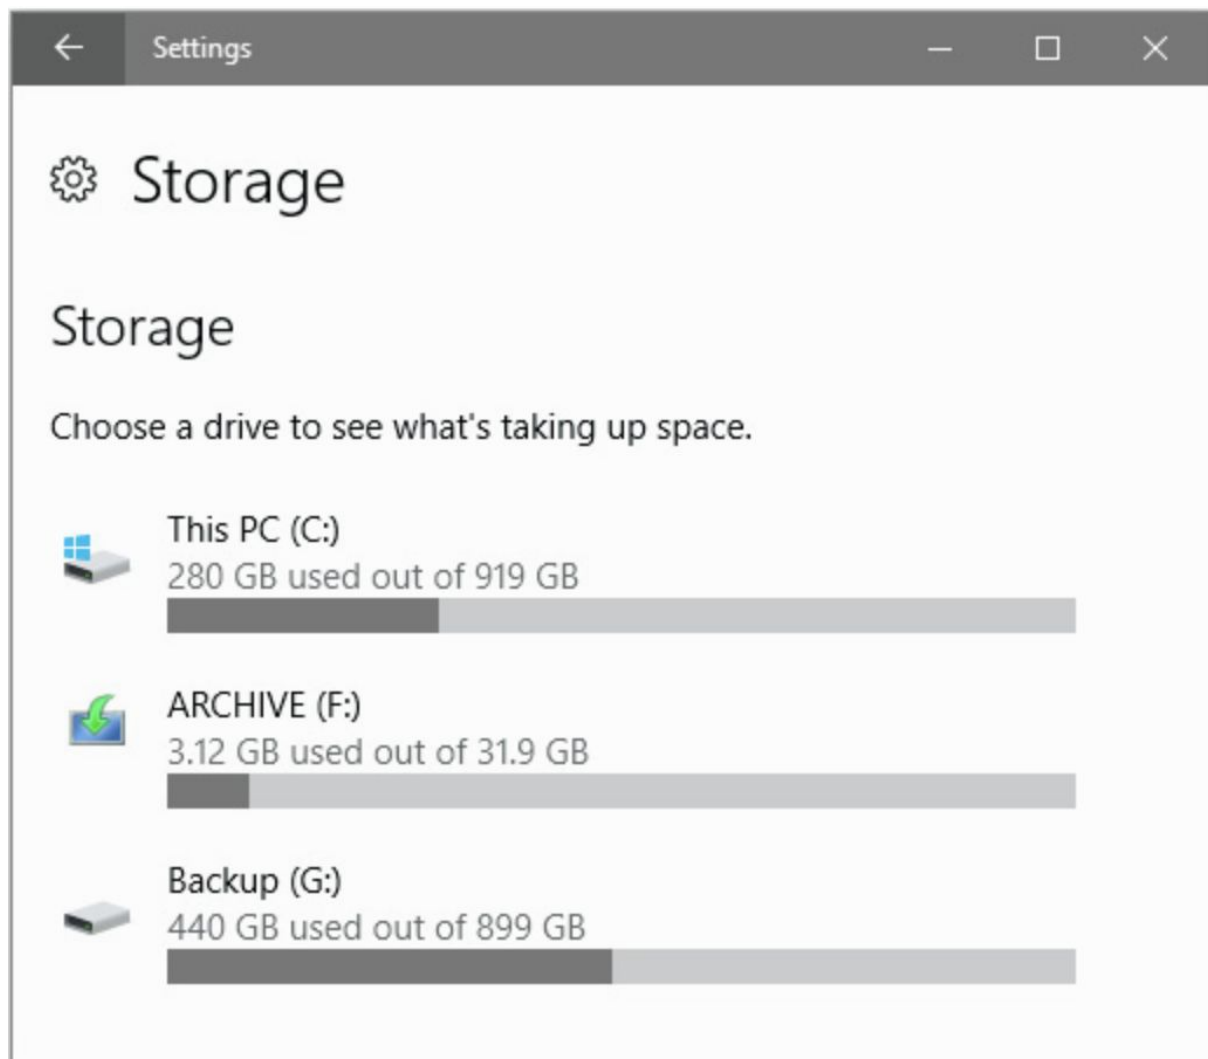 Settings
Storage
Storage
Choose a drive to see what's taking up space.
This PC (C:)
280 GB used out of 919 GB
ARCHIVE (F:)
3.12 GB used out of 31.9 GB
Backup (G:)
440 GB used out of 899 GB